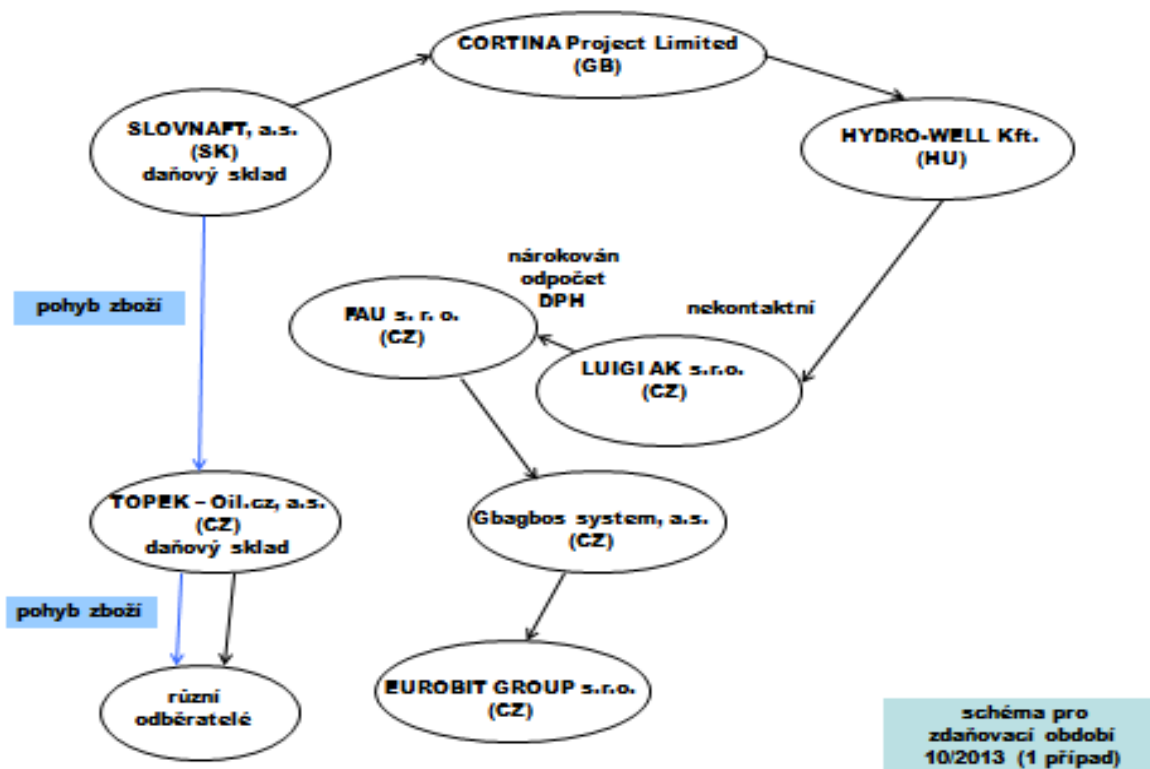 CORTINA Project Limited
(GB)
SLOVNAFT, a.s.
(SK)
daňový sklad
HYDRO-WELL Kft.
(HU)
nárokován
odpočet
DPH
pohyb zboží
FAU s. r. o.
(CZ)
nekontaktní
LUIGI AK s.r.o.
(CZ)
TOPEK – Oil.cz, a.s.
(CZ)
daňový sklad
Gbagbos system, a.s.
(CZ)
pohyb zboží
různí
odběratelé
EUROBIT GROUP s.r.o.
(CZ)
schéma pro
zdaňovací období
10/2013 (1 případ)